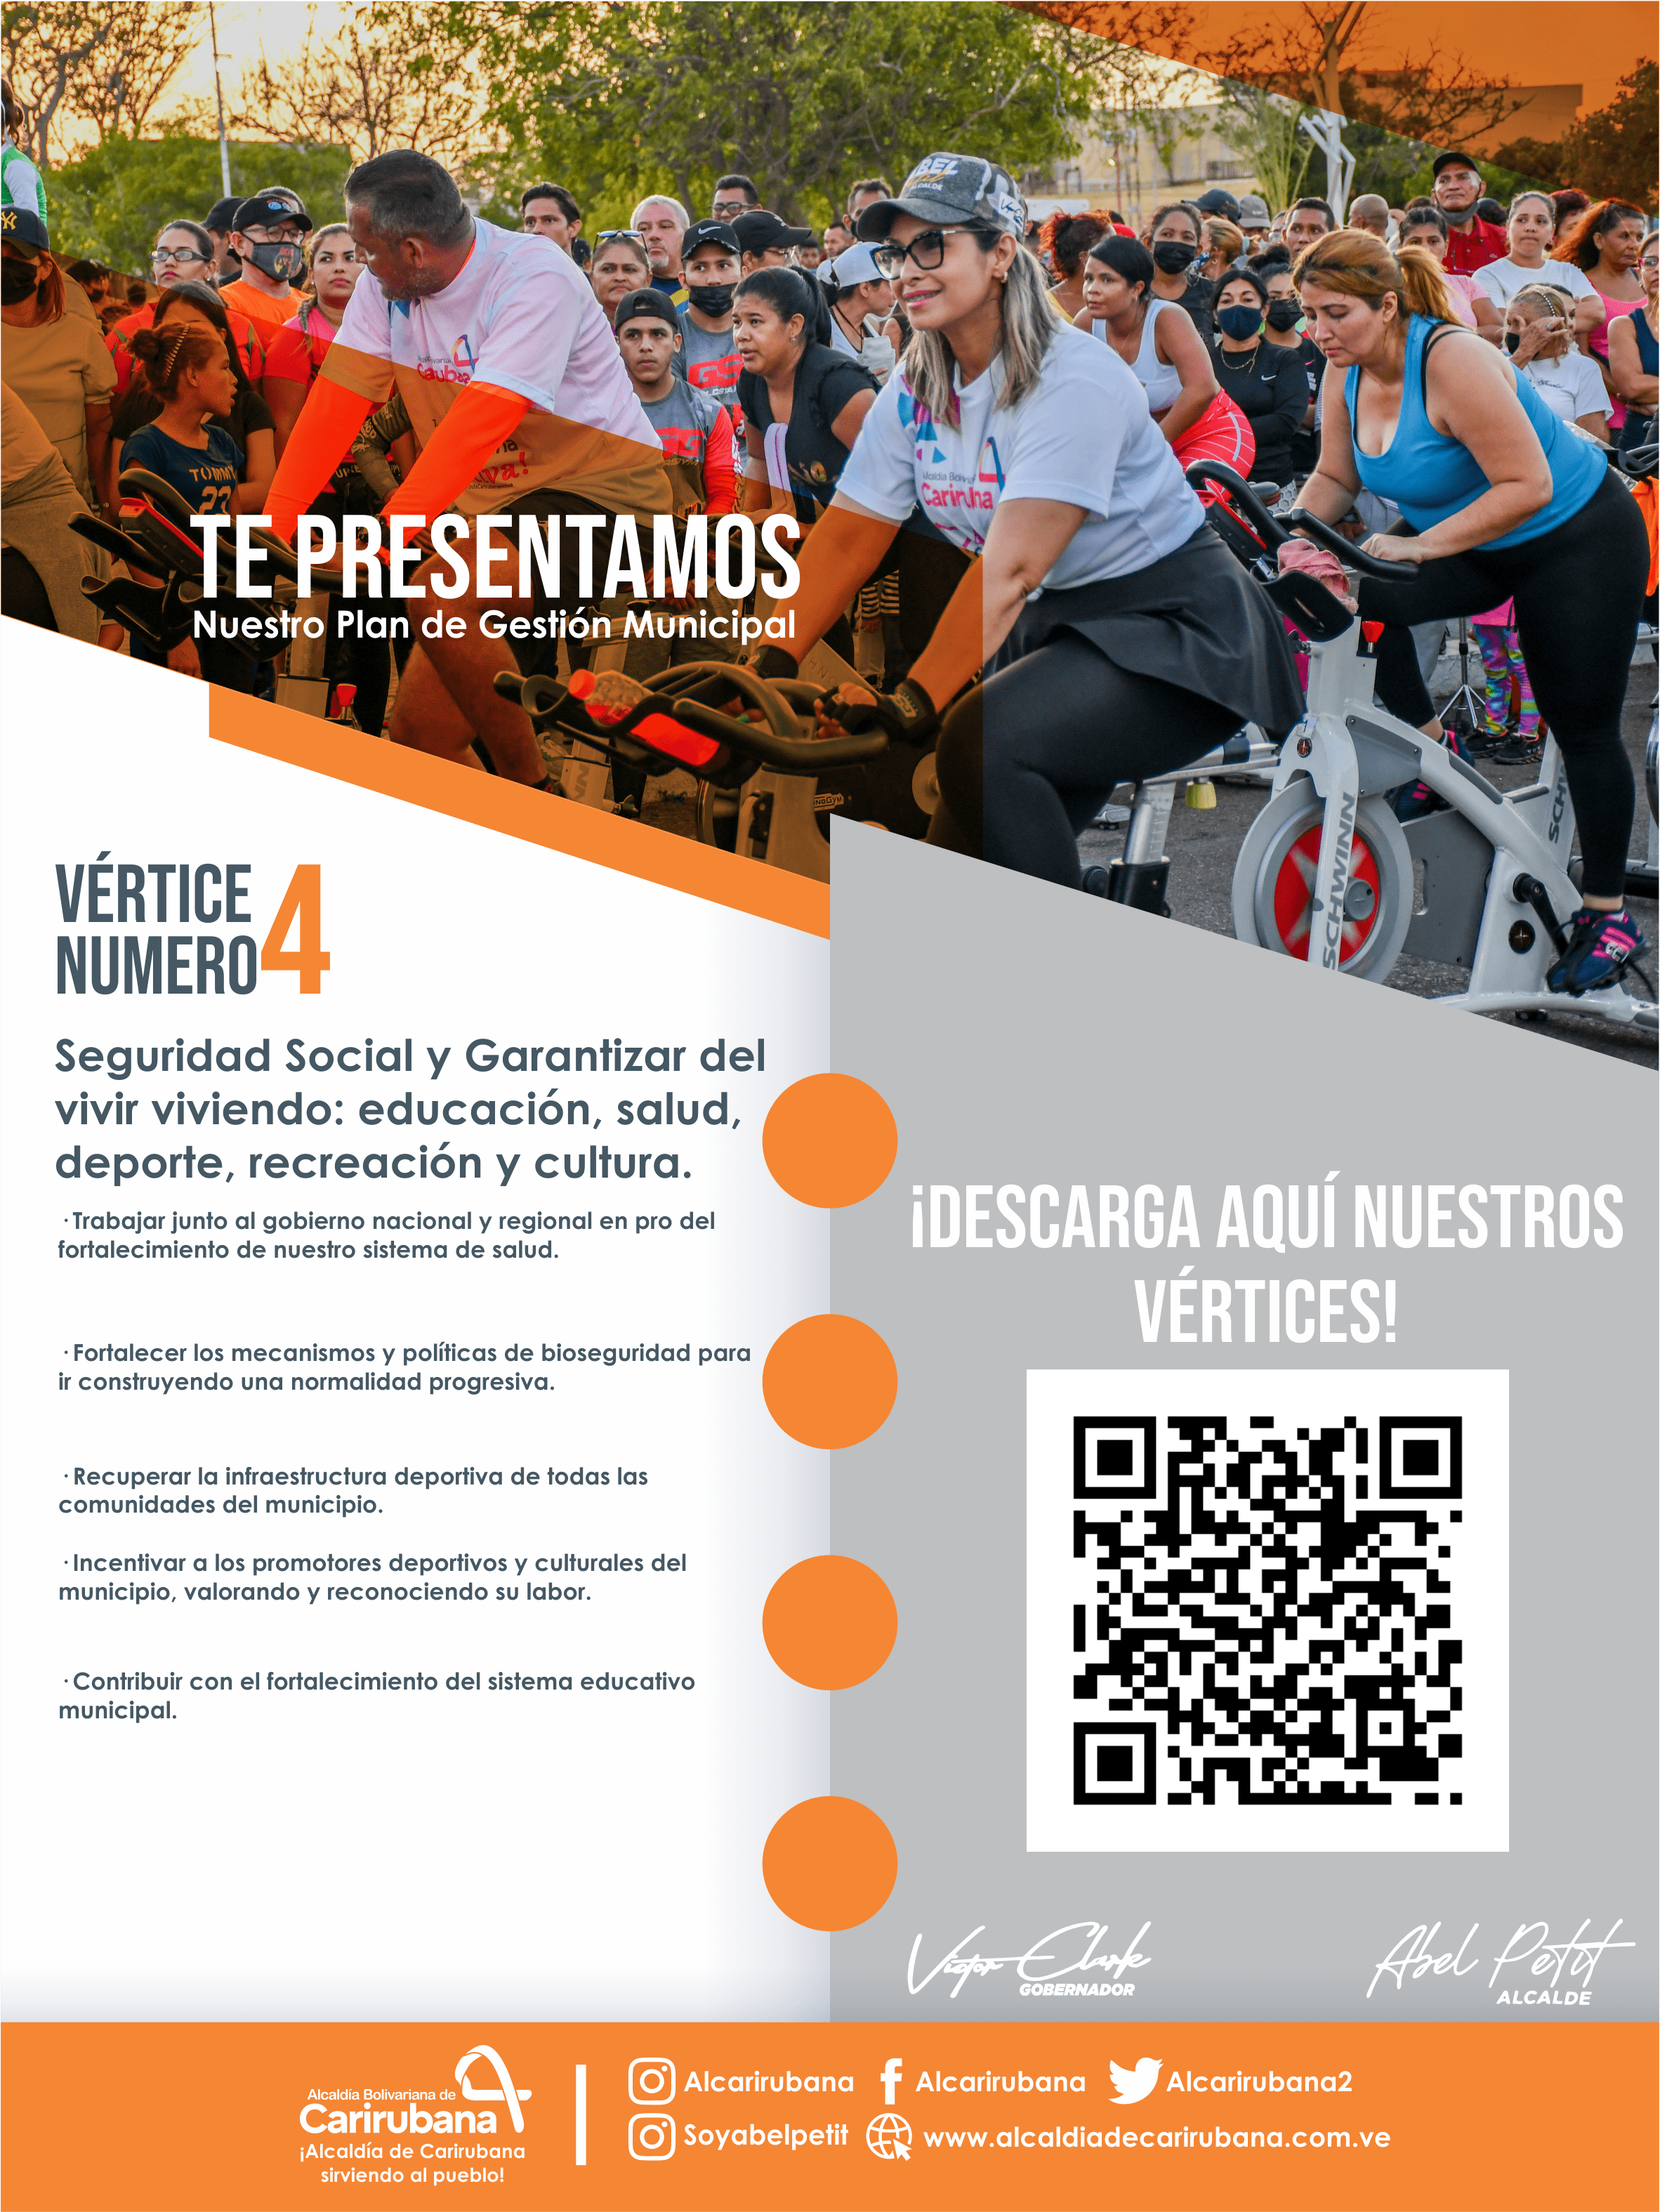 TE PRESENTAMOS
Nuestro Plan de Gestión Municipal
VÉRTICE
NUMERO 4
Seguridad Social y Garantizar del
vivir viviendo: educación, salud,
deporte, recreación y cultura.
· Trabajar junto al gobierno nacional y regional en pro del
fortalecimiento de nuestro sistema de salud.
· Fortalecer los mecanismos y políticas de bioseguridad para
ir construyendo una normalidad progresiva.
· Recuperar la infraestructura deportiva de todas las
comunidades del municipio.
· Incentivar a los promotores deportivos y culturales del
municipio, valorando y reconociendo su labor.
· Contribuir con el fortalecimiento del sistema educativo
municipal.
¡DESCARGA AQUÍ NUESTROS
VÉRTICES!
Victor Clark
GOBERNADOR
Abel Petit
ALCALDE
Alcaldía Bolivariana de
Carirubana
¡Alcaldía de Carirubana
sirviendo al pueblo!
Alcarirubana
Alcarirubana
Alcarirubana2
Soyabelpetit
www.alcaldiadecarirubana.com.ve
SCHWINN